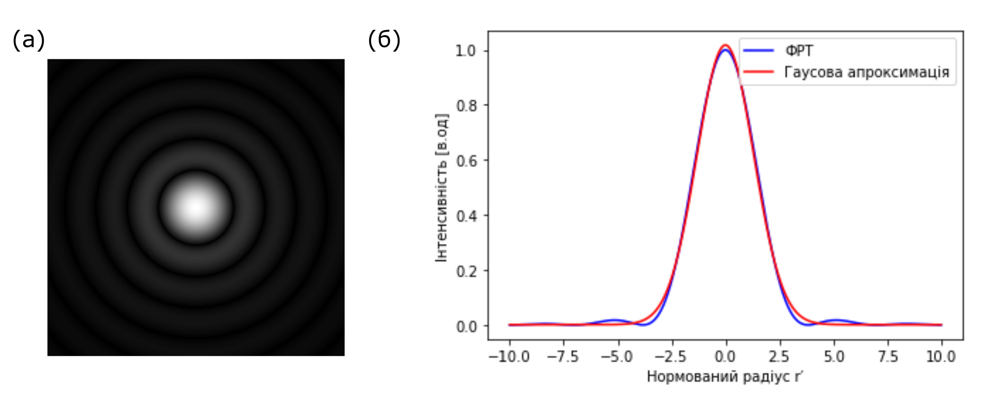 (а)
(б)
1.0
0.8
0.6
0.4
0.2
0.0
Інтенсивність [в.од]
ФРТ
Гаусова апроксимація
−10.0 −7.5 −5.0 −2.5 0.0 2.5 5.0 7.5 10.0
Нормований радіус r′